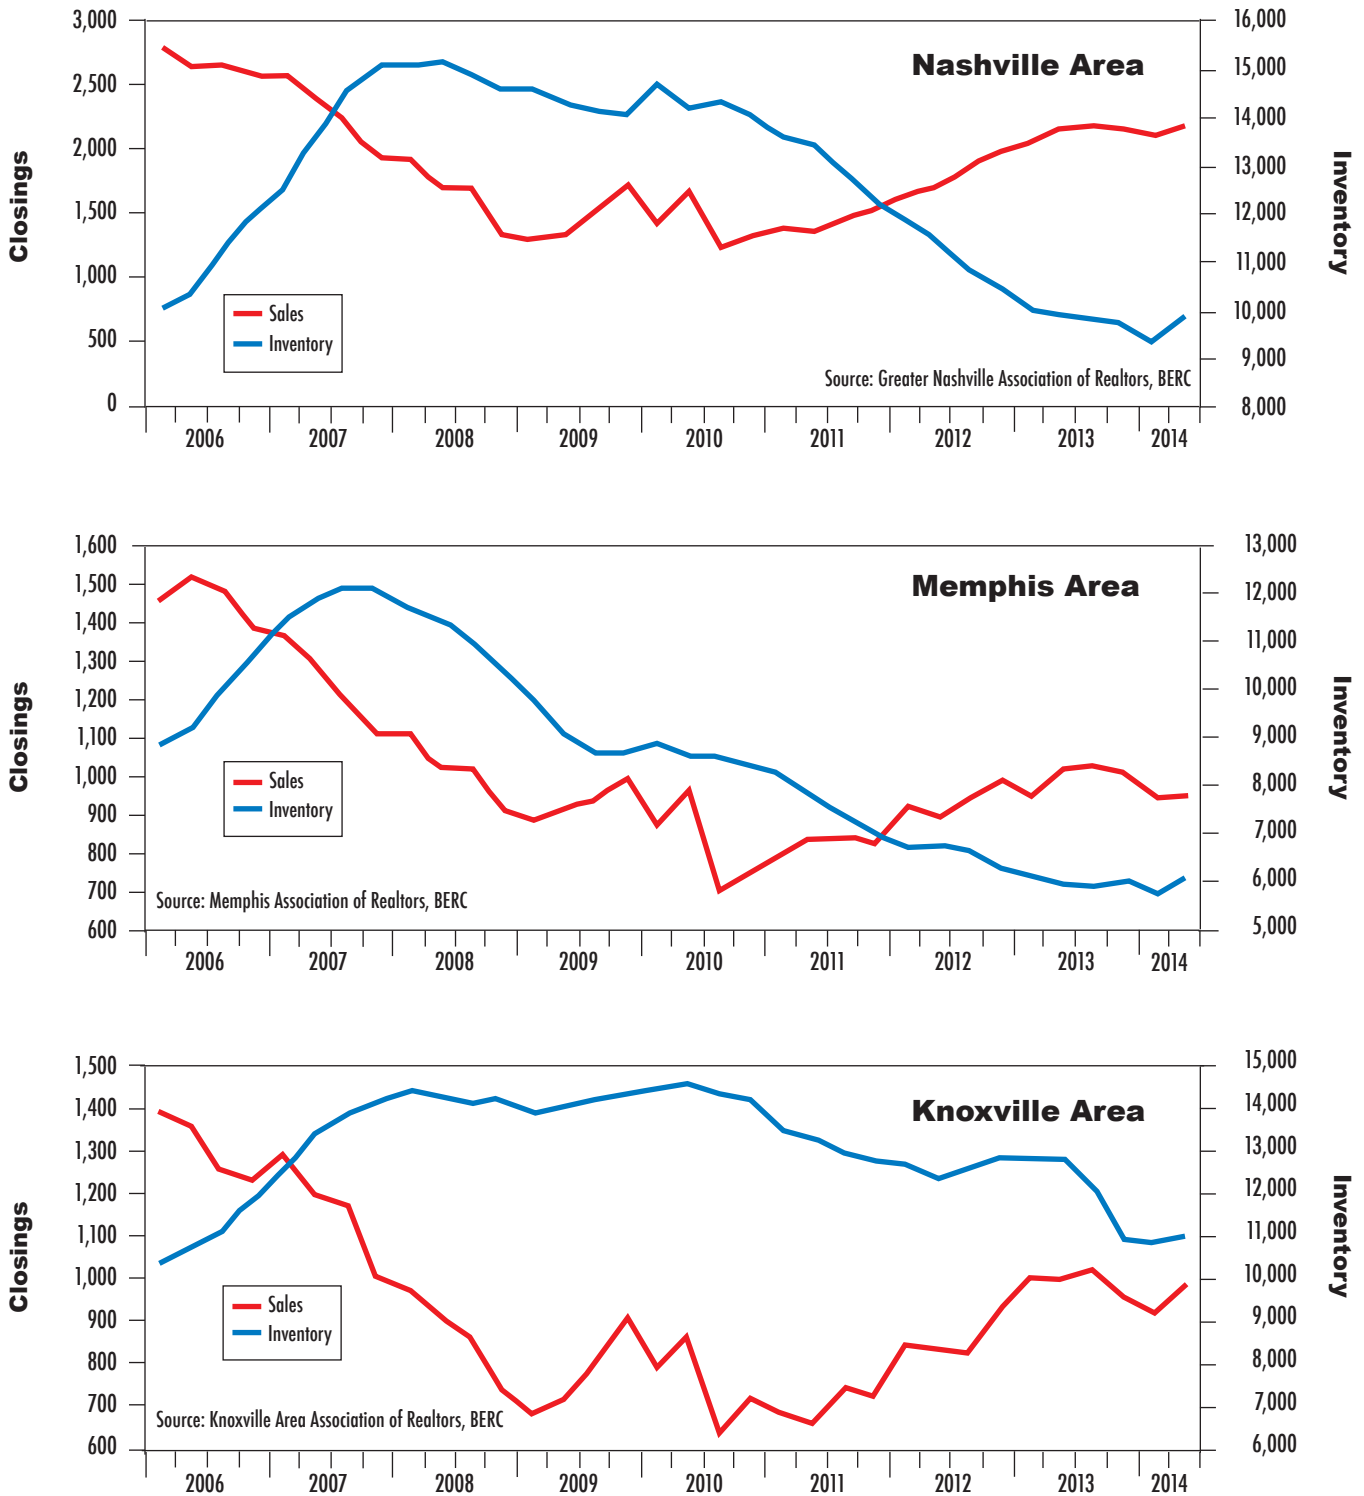 Nashville Area
Closings
Inventory
3,000
2,500
2,000
1,500
1,000
500
0
16,000
15,000
14,000
13,000
12,000
11,000
10,000
9,000
8,000
Sales
Inventory
Source: Greater Nashville Association of Realtors, BERC
2006 2007 2008 2009 2010 2011 2012 2013 2014
Memphis Area
Closings
Inventory
1,600
1,500
1,400
1,300
1,200
1,100
1,000
900
800
700
600
13,000
12,000
11,000
10,000
9,000
8,000
7,000
6,000
5,000
Sales
Inventory
Source: Memphis Association of Realtors, BERC
2006 2007 2008 2009 2010 2011 2012 2013 2014
Knoxville Area
Closings
Inventory
1,500
1,400
1,300
1,200
1,100
1,000
900
800
700
600
15,000
14,000
13,000
12,000
11,000
10,000
9,000
8,000
7,000
6,000
Sales
Inventory
Source: Knoxville Area Association of Realtors, BERC
2006 2007 2008 2009 2010 2011 2012 2013 2014